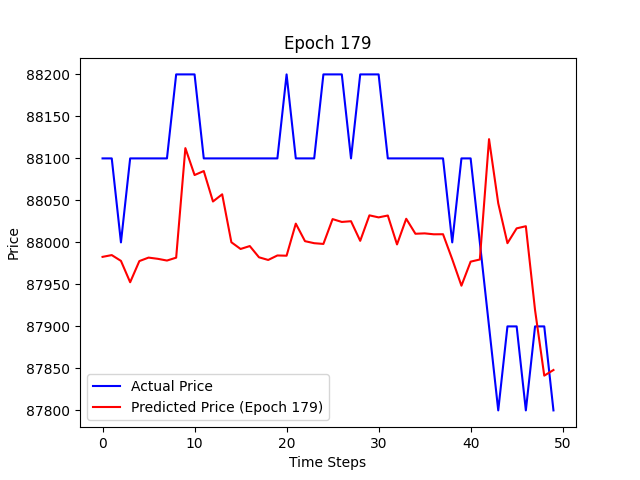 Epoch 179
88200
88150
88100
88050
88000
87950
87900
87850
87800
Price
0 10 20 30 40 50
Time Steps
Actual Price
Predicted Price (Epoch 179)